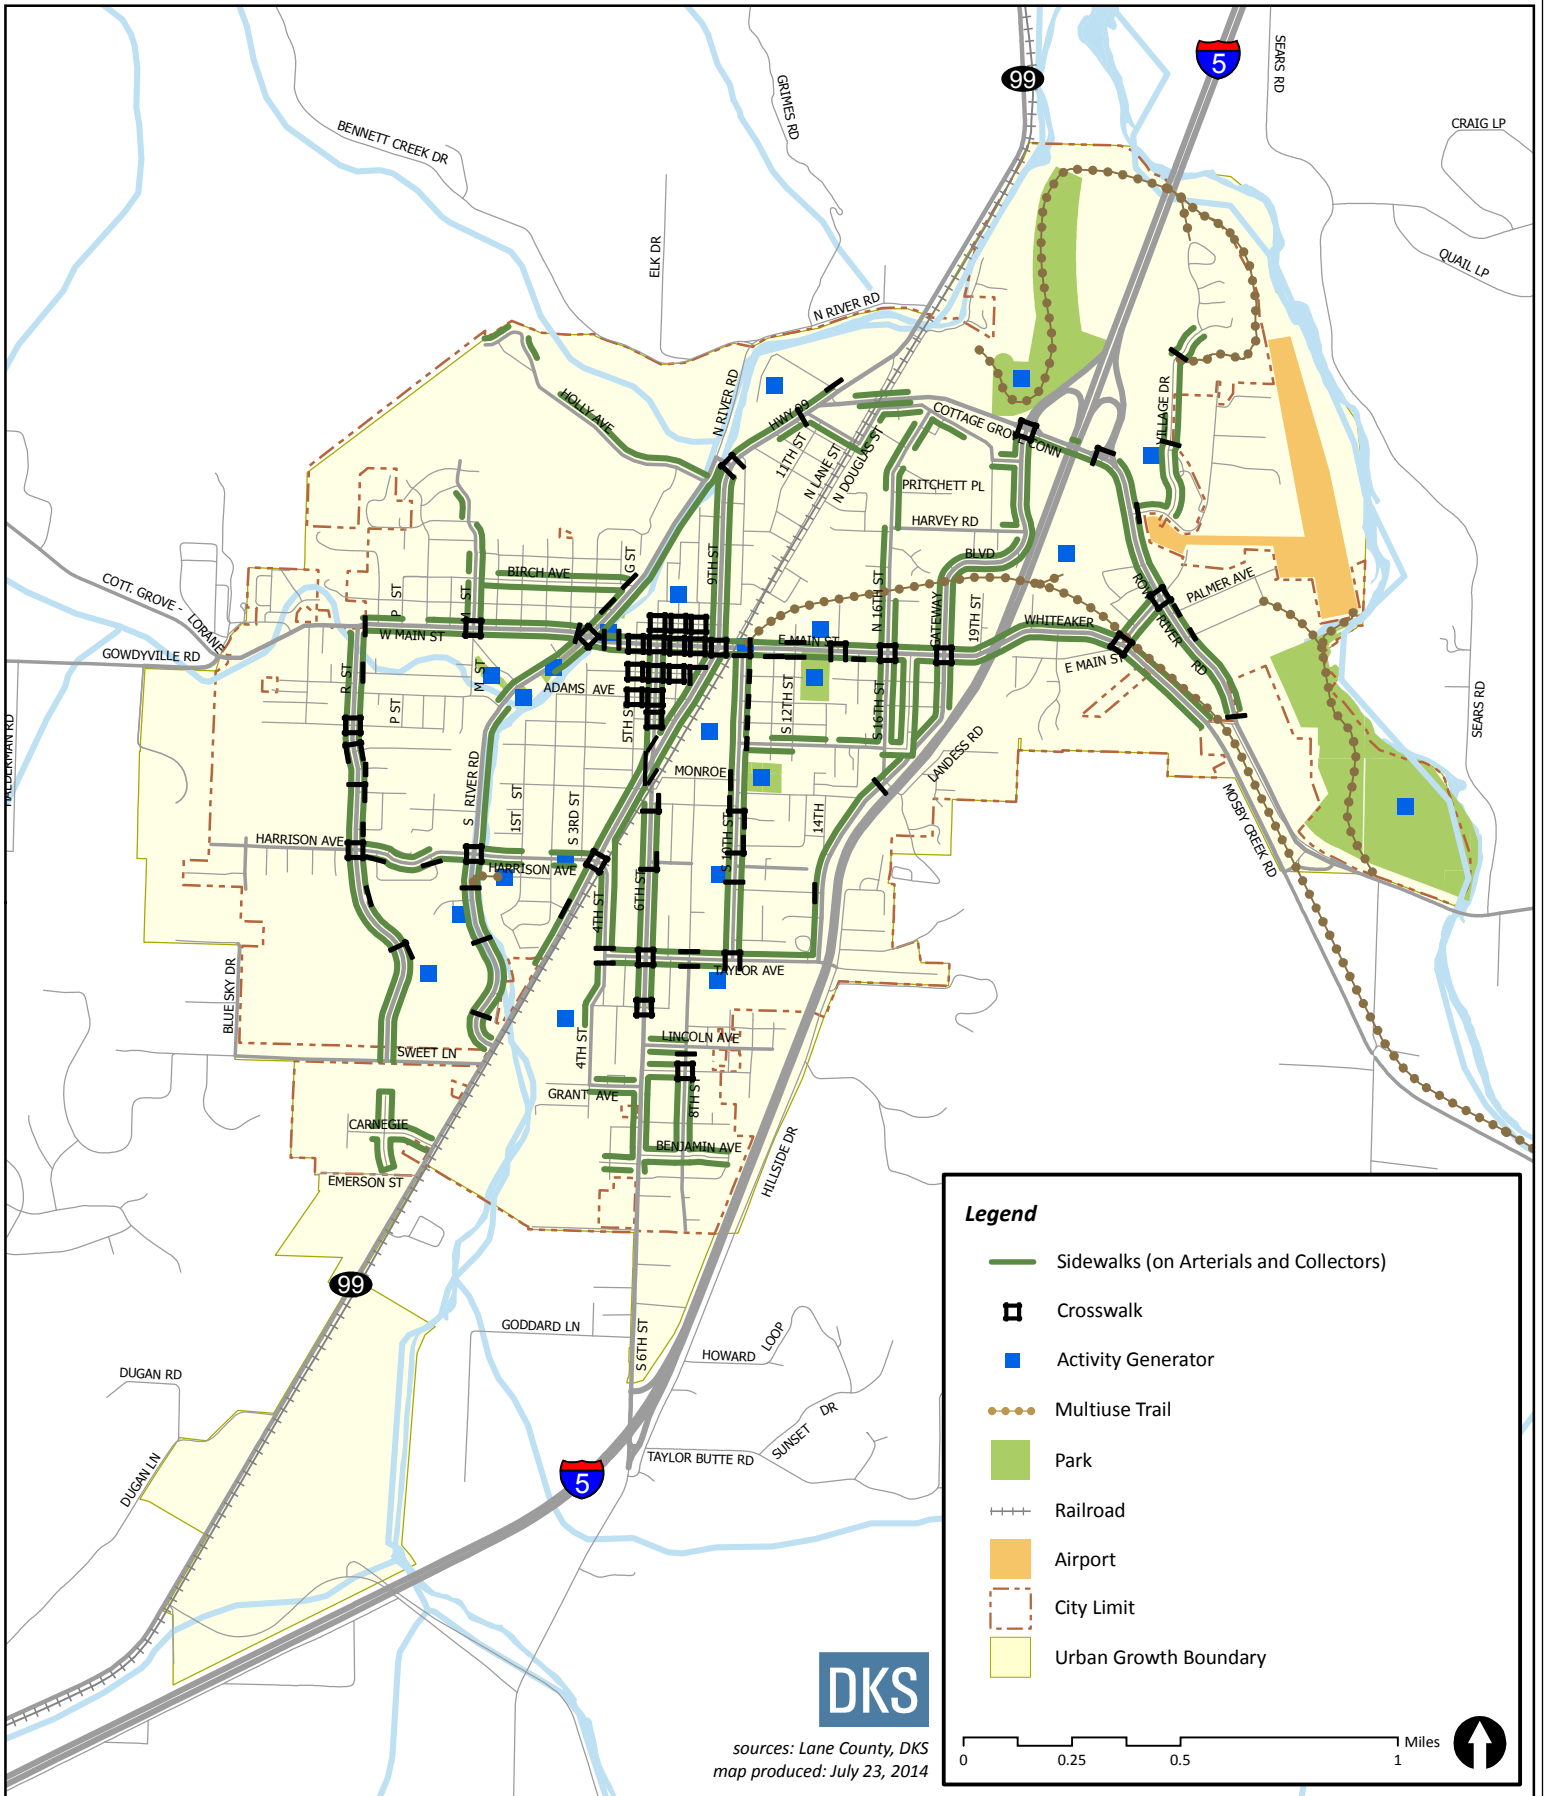 99
5
SEARS RD
GRIMES RD
CRAIG LP
BENNETT CREEK DR
ELK DR
QUAIL LP
N RIVER RD
N RIVER RD
HOLLY AVE
HWY 99
COTTAGE GROVE CONN
VILLAGE DR
11TH ST
N LANE ST
N DOUGLAS ST
PRITCHETT PL
HARVEY RD
G ST
9TH ST
BLVD
BIRCH AVE
COTT. GROVE - LORANE
P ST
M ST
N 16TH ST
GATEWAY
19TH ST
ROW RIVER RD
PALMER AVE
W MAIN ST
E MAIN ST
WHITEAKER
GOWDYVILLE RD
E MAIN ST
R ST
M ST
ADAMS AVE
P ST
5TH S
S 12TH ST
S 16TH ST
SEARS RD
HALDERMAN RD
S RIVER RD
MONROE
LANDESS RD
1ST ST
S 3RD ST
14TH
MOSBY CREEK RD
HARRISON AVE
S 10TH ST
HARRISON AVE
6TH ST
4TH ST
TAYLOR AVE
BLUE SKY DR
4TH ST
LINCOLN AVE
SWEET LN
GRANT AVE
8TH ST
CARNEGIE
BENJAMIN AVE
HILLSIDE DR
EMERSON ST
99
GODDARD LN
S 6TH ST
HOWARD LOOP
DUGAN RD
SUNSET DR
DUGAN LN
TAYLOR BUTTE RD
5
Legend
Sidewalks (on Arterials and Collectors)
Crosswalk
Activity Generator
Multiuse Trail
Park
Railroad
Airport
City Limit
Urban Growth Boundary
DKS
sources: Lane County, DKS
map produced: July 23, 2014
Miles
0 0.25 0.5 1